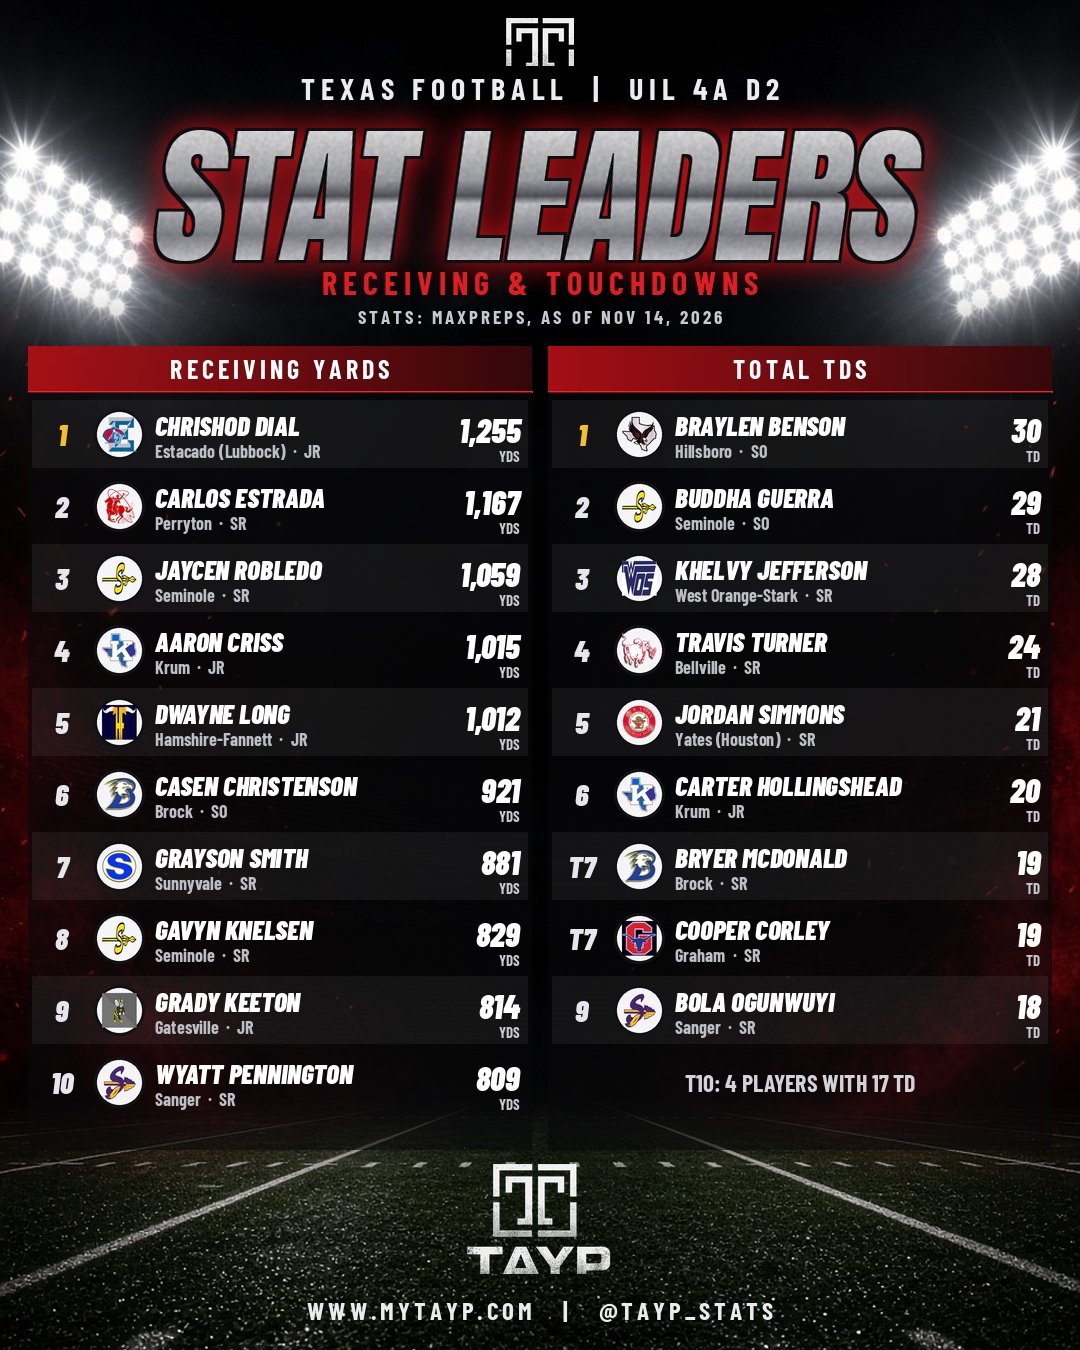 TEXAS FOOTBALL | UIL 4A D2
STAT LEADERS
RECEIVING & TOUCHDOWNS
STATS: MAXPREPS, AS OF NOV 14, 2026
RECEIVING YARDS
1 CHRISHOD DIAL 1,255
Estacado (Lubbock) · JR YDS
2 CARLOS ESTRADA 1,167
Perryton · SR YDS
3 JAYCEN ROBLEDO 1,059
Seminole · SR YDS
4 AARON CRISS 1,015
Krum · JR YDS
5 DWAYNE LONG 1,012
Hamshire-Fannett · JR YDS
6 CASEN CHRISTENSON 921
Brock · SO YDS
7 GRAYSON SMITH 881
Sunnyvale · SR YDS
8 GAVYN KNELSEN 829
Seminole · SR YDS
9 GRADY KEETON 814
Gatesville · JR YDS
10 WYATT PENNINGTON 809
Sanger · SR YDS
TOTAL TDS
1 BRAYLEN BENSON 30
Hillsboro · SO TD
2 BUDDHA GUERRA 29
Seminole · SO TD
3 KHELVY JEFFERSON 28
West Orange-Stark · SR TD
4 TRAVIS TURNER 24
Bellville · SR TD
5 JORDAN SIMMONS 21
Yates (Houston) · SR TD
6 CARTER HOLLINGSHEAD 20
Krum · JR TD
T7 BRYER MCDONALD 19
Brock · SR TD
T7 COOPER CORLEY 19
Graham · SR TD
9 BOLA OGUNWUYI 18
Sanger · SR TD
T10: 4 PLAYERS WITH 17 TD
TAYP
WWW.MYTAYP.COM | @TAYP_STATS